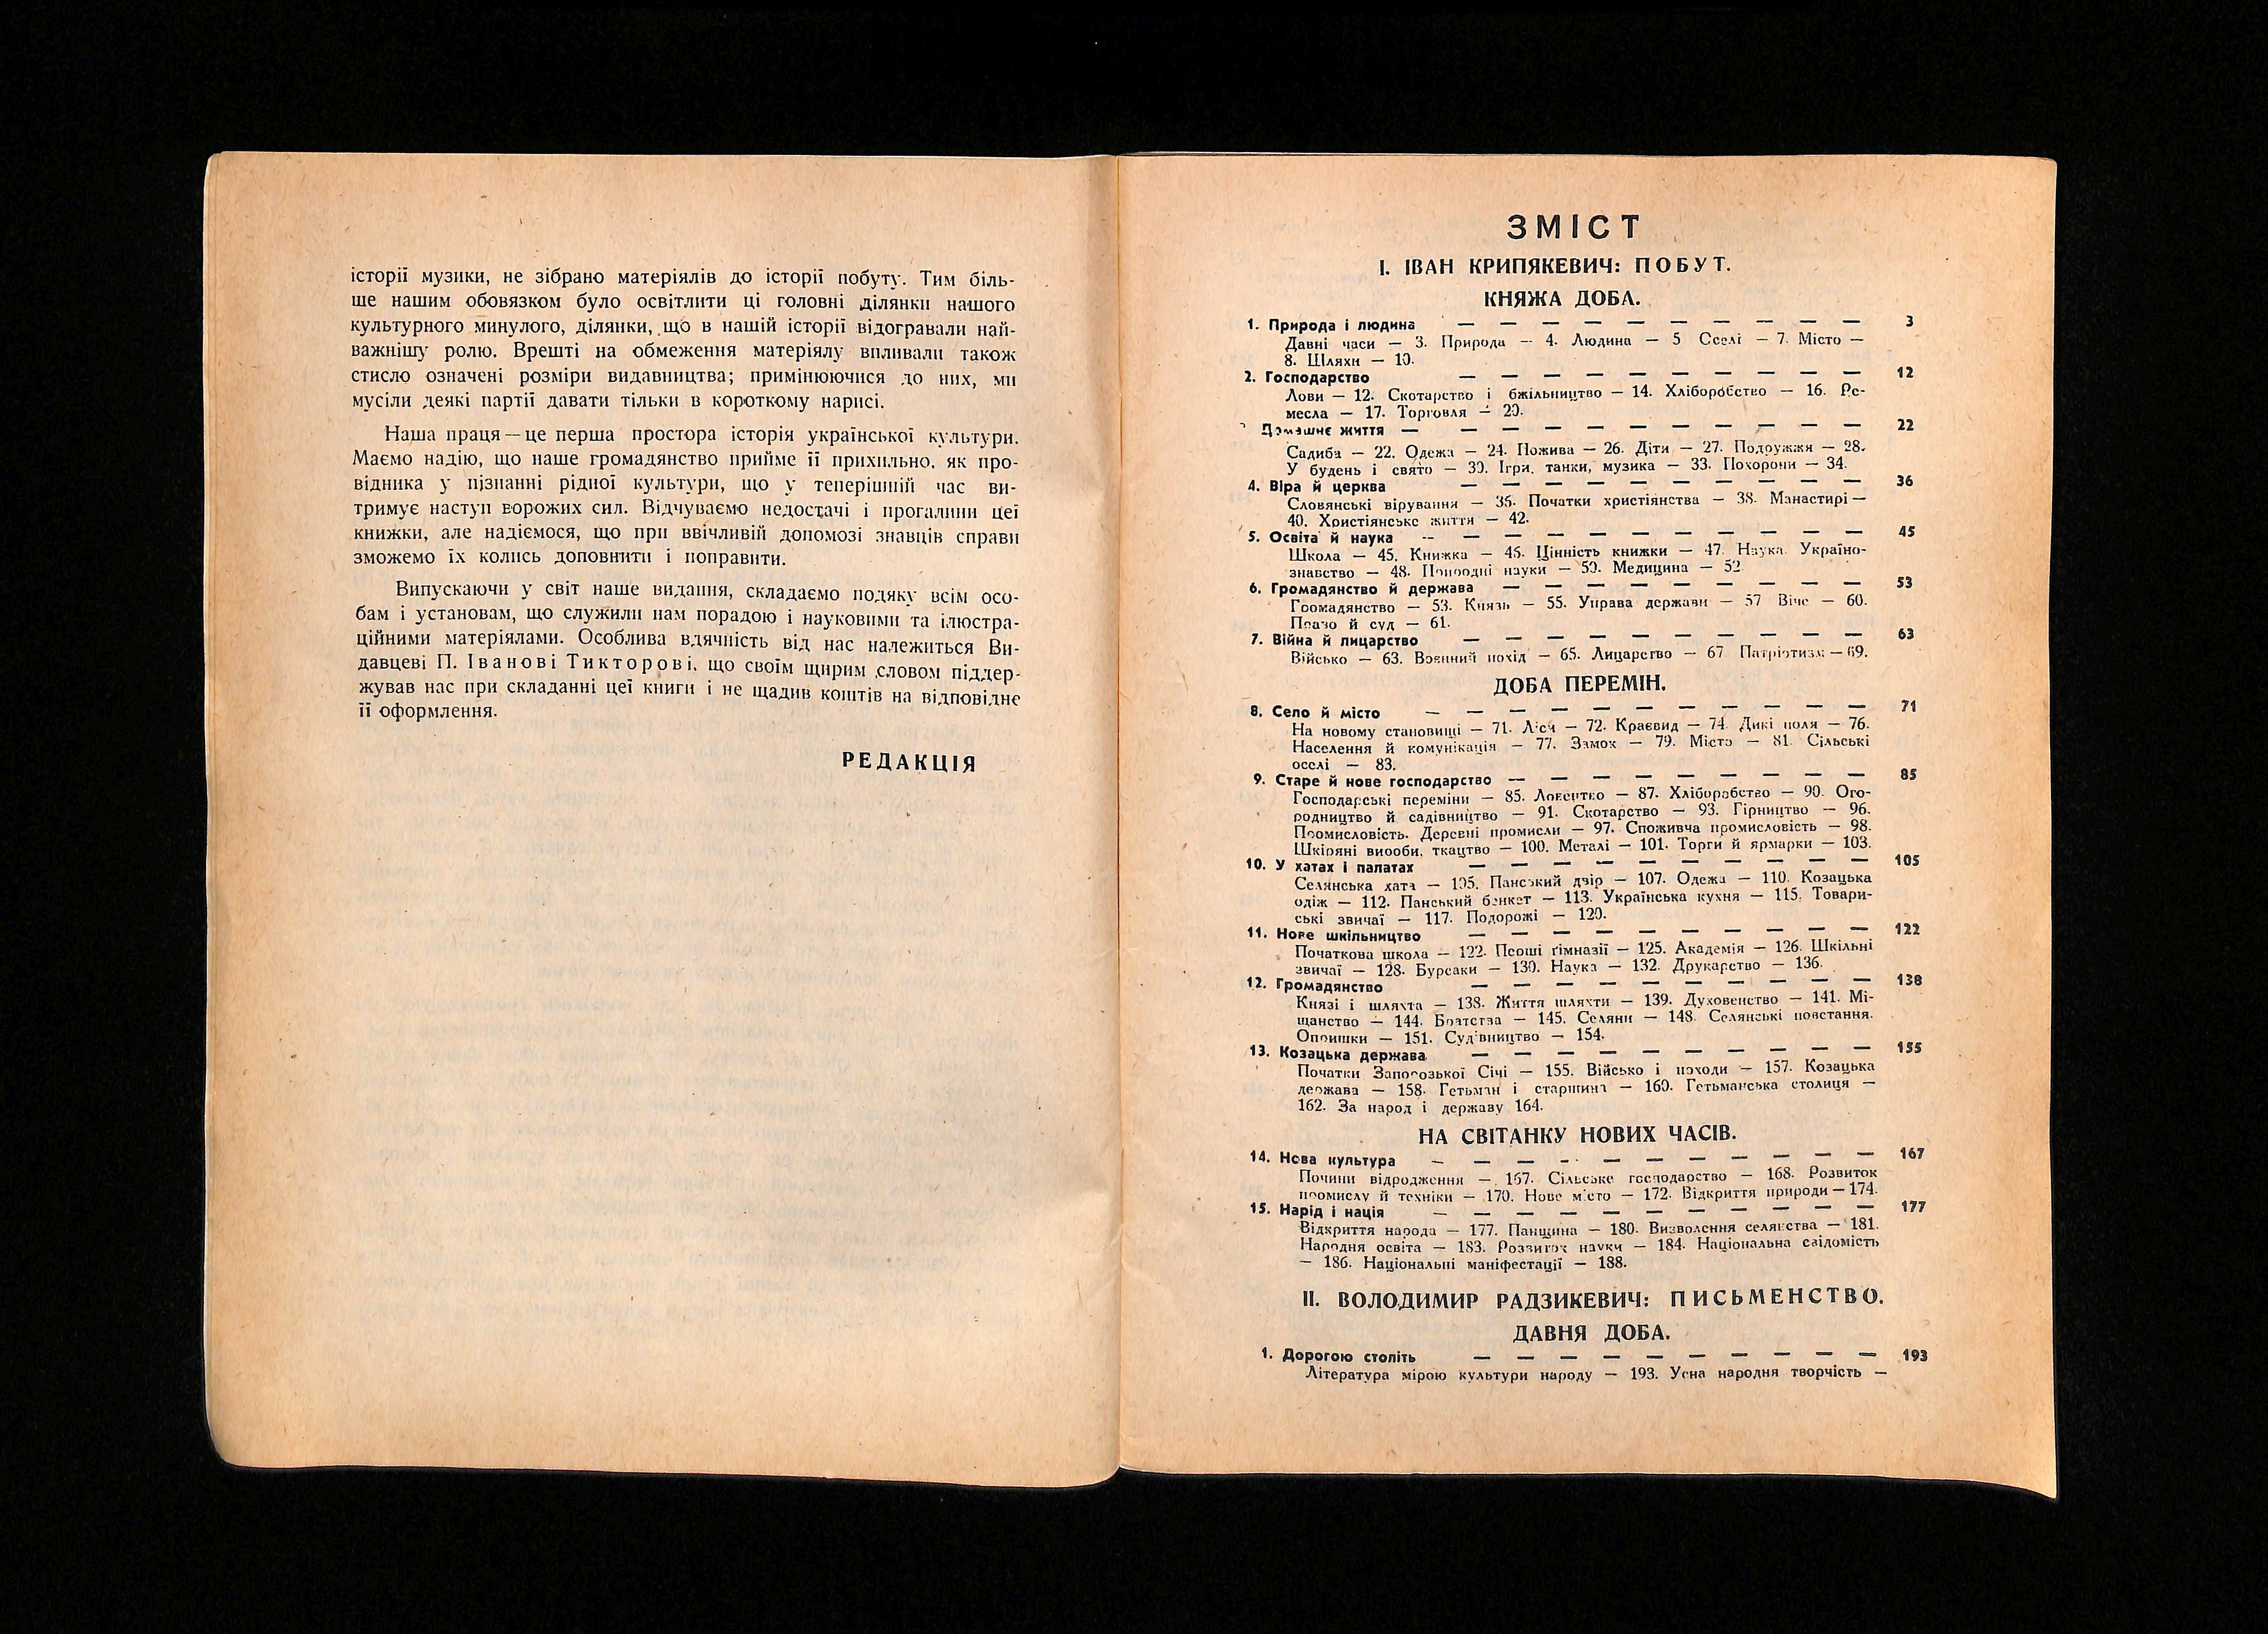 історії музики, не зібрано матеріялів до історії побуту. Тим біль-
ше нашим обовязком було освітлити ці головні ділянки нашого
культурного минулого, ділянки, що в нашій історії відогравали най-
важнішу ролю. Врешті на обмеження матеріялу впливали також
стисло означені розміри видавництва; примінюючися до них, ми
мусіли деякі партії давати тільки в короткому нарисі.
Наша праця — це перша простора історія української культури.
Маємо надію, що наше громадянство прийме її прихильно, як про-
відника у пізнанні рідної культури, що у теперішній час ви-
тримує наступ ворожих сил. Відчуваємо недостачі і прогалини цеї
книжки, але надіємося, що при ввічливій допомозі знавців справи
зможемо їх колись доповнити і поправити.
Випускаючи у світ наше видання, складаємо подяку всім осо-
бам і установам, що служили нам порадою і науковими та ілюстра-
ційними матеріялами. Особлива вдячність від нас належиться Ви-
давцеві П. Іванові Тикторові, що своїм щирим словом піддер-
жував нас при складанні цеї книги і не щадив коштів на відповідне
її оформлення.
РЕДАКЦІЯ
ЗМІСТ
І. ІВАН КРИПЯКЕВИЧ: ПОБУТ.
КНЯЖА ДОБА.
1. Природа і людина — — — — — — — — — — 3
Давні часи — 3. Природа — 4. Людина — 5 Оселі — 7. Місто —
8. Шляхи — 10.
2. Господарство — — — — — — — — — — 12
Лови — 12. Скотарство і бжільництво — 14. Хліборобство — 16. Ре-
месла — 17. Торговля — 20.
Домашнє життя — — — — — — — — — — — 22
Садиба — 22. Одежа — 24. Пожива — 26. Діти — 27. Подружжя — 28.
У будень і свято — 30. Ігри, танки, музика — 33. Похорони — 34.
4. Віра й церква — — — — — — — — — — 36
Словянські вірування — 36. Початки християнства — 38. Манастирі —
40. Християнське життя — 42.
5. Освіта й наука — — — — — — — — — — — 45
Школа — 45. Книжка — 46. Цінність книжки — 47. Наука. Україно-
знавство — 48. Природні науки — 50. Медицина — 52.
6. Громадянство й держава — — — — — — — — — 53
Громадянство — 53. Князь — 55. Управа держави — 57 Віче — 60.
Право й суд — 61.
7. Війна й лицарство — — — — — — — — — — 63
Військо — 63. Воєнний похід — 65. Лицарство — 67 Патріотизм — 69.
ДОБА ПЕРЕМІН.
8. Село й місто — — — — — — — — — — — 71
На новому становищі — 71. Ліси — 72. Краєвид — 74. Дикі поля — 76.
Населення й комунікація — 77. Замок — 79. Місто — 81. Сільські
оселі — 83.
9. Старе й нове господарство — — — — — — — — — 85
Господарські переміни — 85. Ловецтво — 87. Хліборобство — 90. Ого-
родництво й садівництво — 91. Скотарство — 93. Гірництво — 96.
Промисловість. Деревні промисли — 97. Споживча промисловість — 98.
Шкіряні вироби, ткацтво — 100. Металі — 101. Торги й ярмарки — 103.
10. У хатах і палатах — — — — — — — — — — 105
Селянська хата — 105. Панський двір — 107. Одежа — 110. Козацька
одіж — 112. Панський бенкет — 113. Українська кухня — 115. Товари-
ські звичаї — 117. Подорожі — 120.
11. Нове шкільництво — — — — — — — — — — 122
Початкова школа — 122. Перші ґімназії — 125. Академія — 126. Шкільні
звичаї — 128. Бурсаки — 130. Наука — 132. Друкарство — 136.
12. Громадянство — — — — — — — — — — 138
Князі і шляхта — 138. Життя шляхти — 139. Духовенство — 141. Мі-
щанство — 144. Братства — 145. Селяни — 148. Селянські повстання.
Опришки — 151. Судівництво — 154.
13. Козацька держава — — — — — — — — — — 155
Початки Запорозької Січі — 155. Військо і походи — 157. Козацька
держава — 158. Гетьман і старшина — 160. Гетьманська столиця —
162. За народ і державу 164.
НА СВІТАНКУ НОВИХ ЧАСІВ.
14. Нова культура — — — — — — — — — — — 167
Почини відродження — 167. Сільське господарство — 168. Розвиток
промислу й техніки — 170. Нове місто — 172. Відкриття природи — 174.
15. Нарід і нація — — — — — — — — — — — 177
Відкриття народа — 177. Панщина — 180. Визволення селянства — 181.
Народня освіта — 183. Розвиток науки — 184. Національна свідомість
— 186. Національні маніфестації — 188.
ІІ. ВОЛОДИМИР РАДЗИКЕВИЧ: ПИСЬМЕНСТВО.
ДАВНЯ ДОБА.
1. Дорогою століть — — — — — — — — — — 193
Література мірою культури народу — 193. Усна народня творчість —